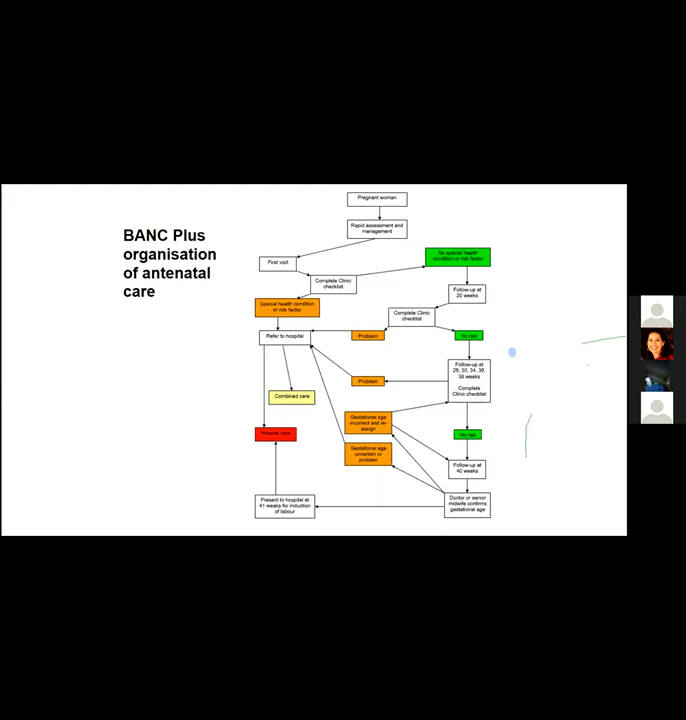 BANC Plus
organisation
of antenatal
care
Pregnant woman
Rapid assessment and
management
First visit
Complete Clinic
checklist
No special health
condition or risk factor
Special health condition
or risk factor
Follow-up at
20 weeks
Complete Clinic
checklist
Refer to hospital
Problem
No risk
Follow-up at
26, 30, 34, 36,
38 weeks
Complete
Clinic checklist
Problem
Combined care
Gestational age
incorrect and re-
assign
Hospital care
No risk
Gestational age
uncertain or
problem
Follow-up at
40 weeks
Present to hospital at
41 weeks for induction
of labour
Doctor or senior
midwife confirms
gestational age